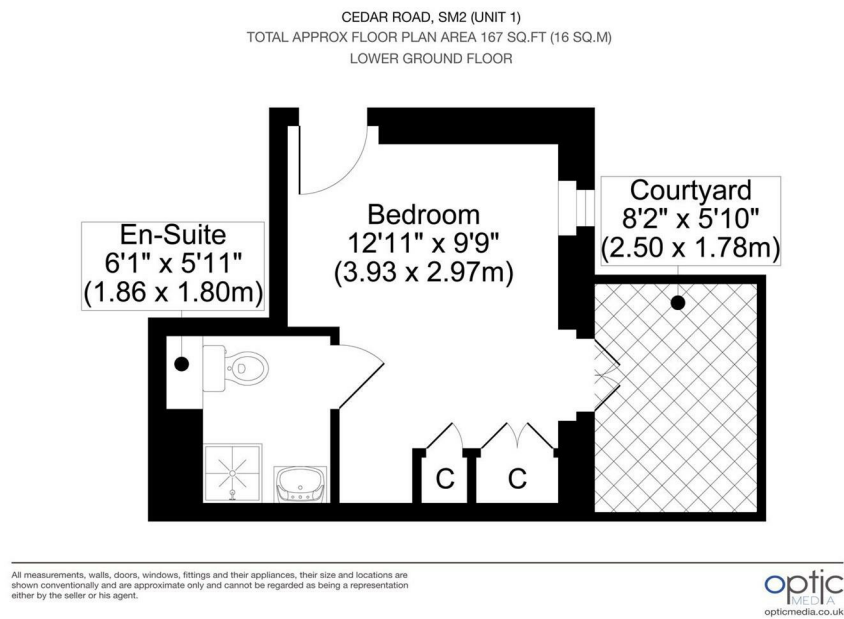 CEDAR ROAD, SM2 (UNIT 1)
TOTAL APPROX FLOOR PLAN AREA 167 SQ.FT (16 SQ.M)
LOWER GROUND FLOOR
Courtyard
8'2" x 5'10"
(2.50 x 1.78m)
Bedroom
12'11" x 9'9"
(3.93 x 2.97m)
En-Suite
6'1" x 5'11"
(1.86 x 1.80m)
C
C
All measurements, walls, doors, windows, fittings and their appliances, their size and locations are
shown conventionally and are approximate only and cannot be regarded as being a representation
either by the seller or his agent.
optic
MEDIA
opticmedia.co.uk